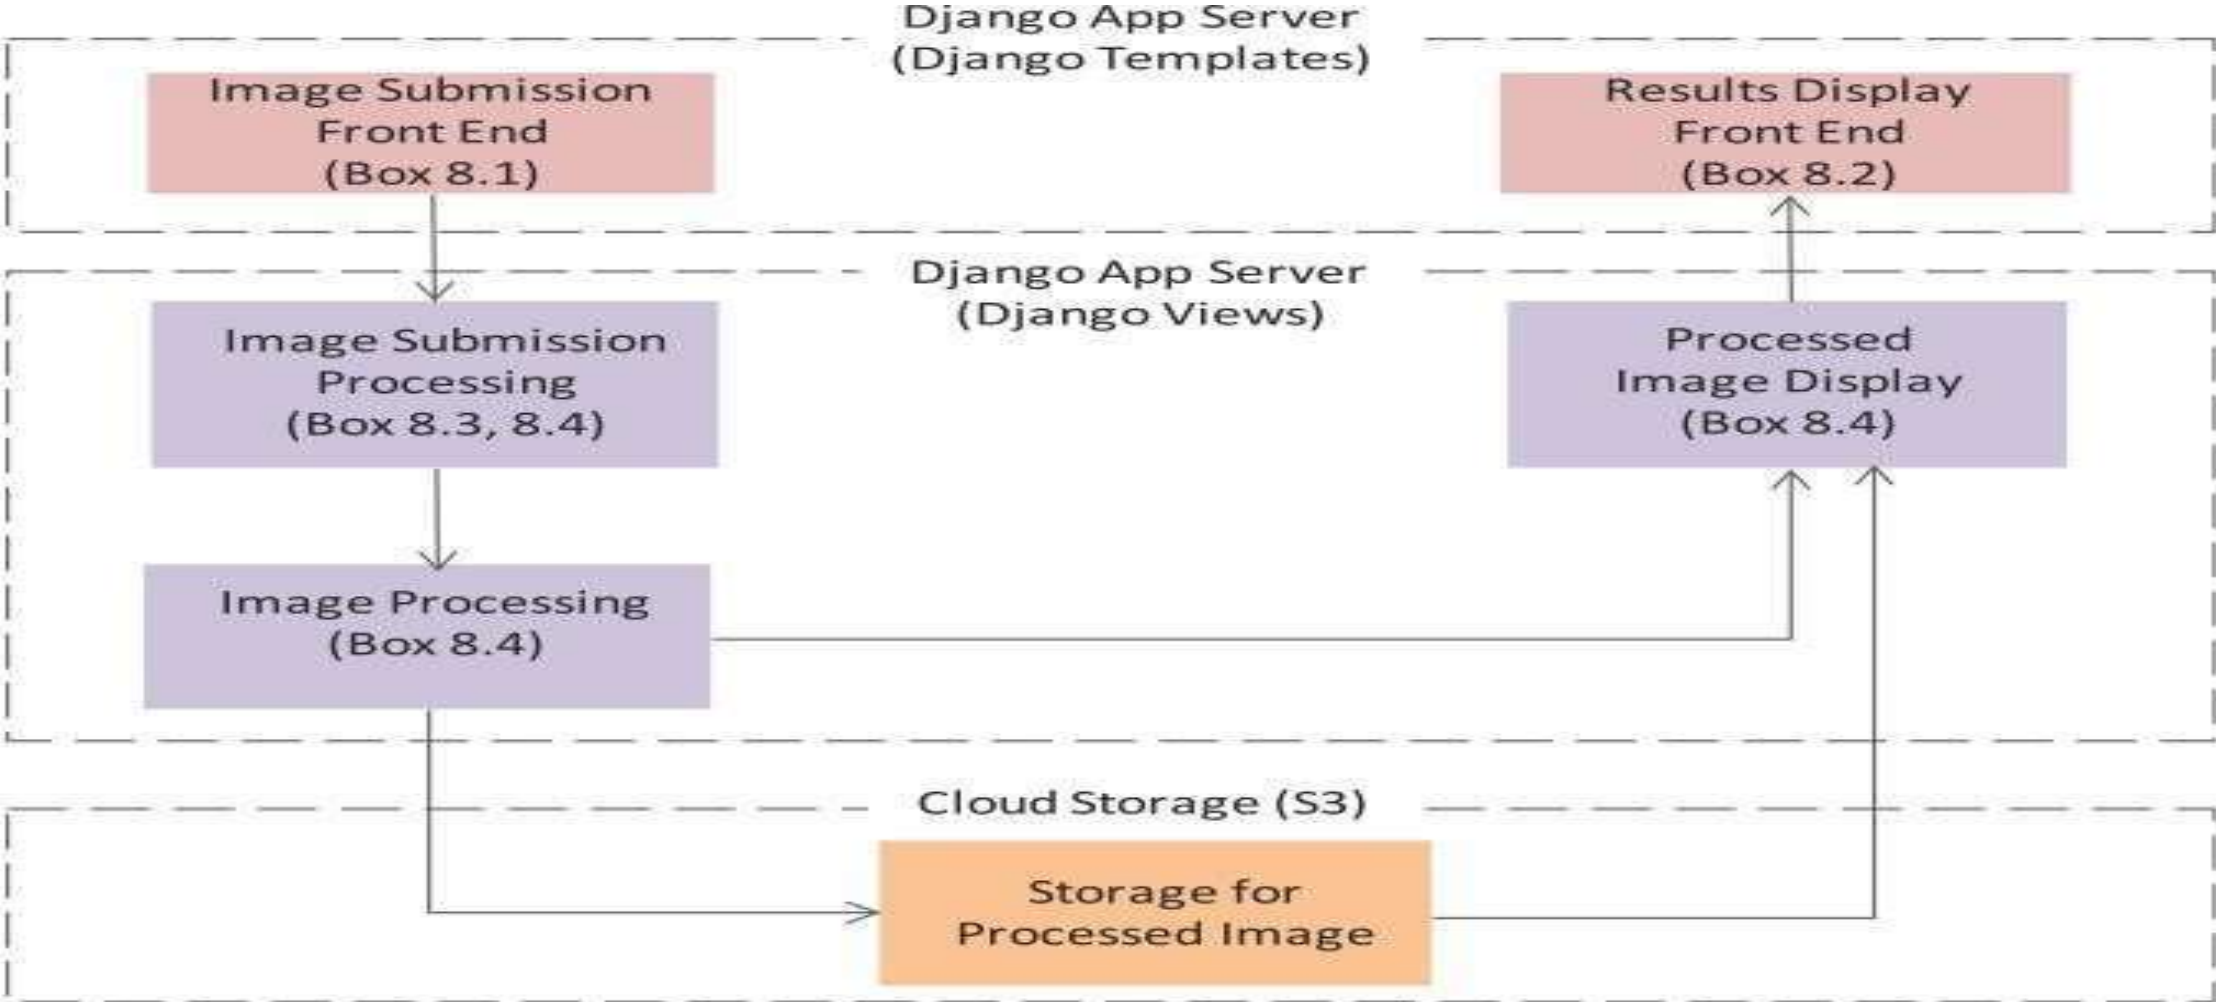 Django App Server
(Django Templates)
Image Submission
Front End
(Box 8.1)
Results Display
Front End
(Box 8.2)
Django App Server
(Django Views)
Image Submission
Processing
(Box 8.3, 8.4)
Processed
Image Display
(Box 8.4)
Image Processing
(Box 8.4)
Cloud Storage (S3)
Storage for
Processed Image